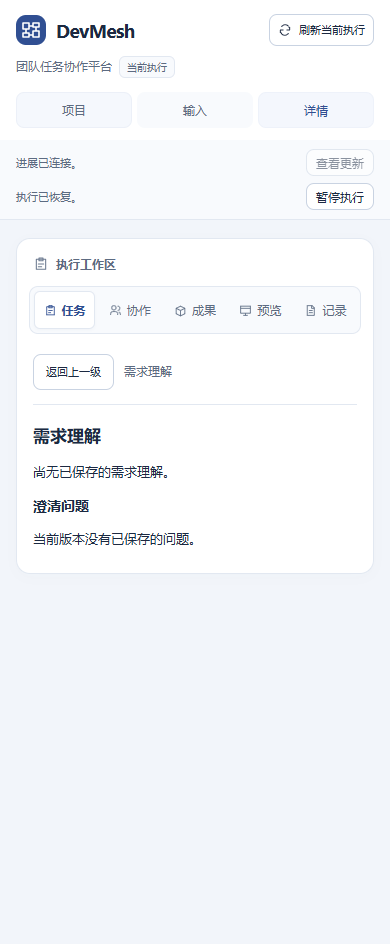 DevMesh
刷新当前执行
团队任务协作平台 当前执行
项目 输入 详情
进展已连接。 查看更新
执行已恢复。 暂停执行
执行工作区
任务 协作 成果 预览 记录
返回上一级 需求理解
需求理解
尚无已保存的需求理解。
澄清问题
当前版本没有已保存的问题。